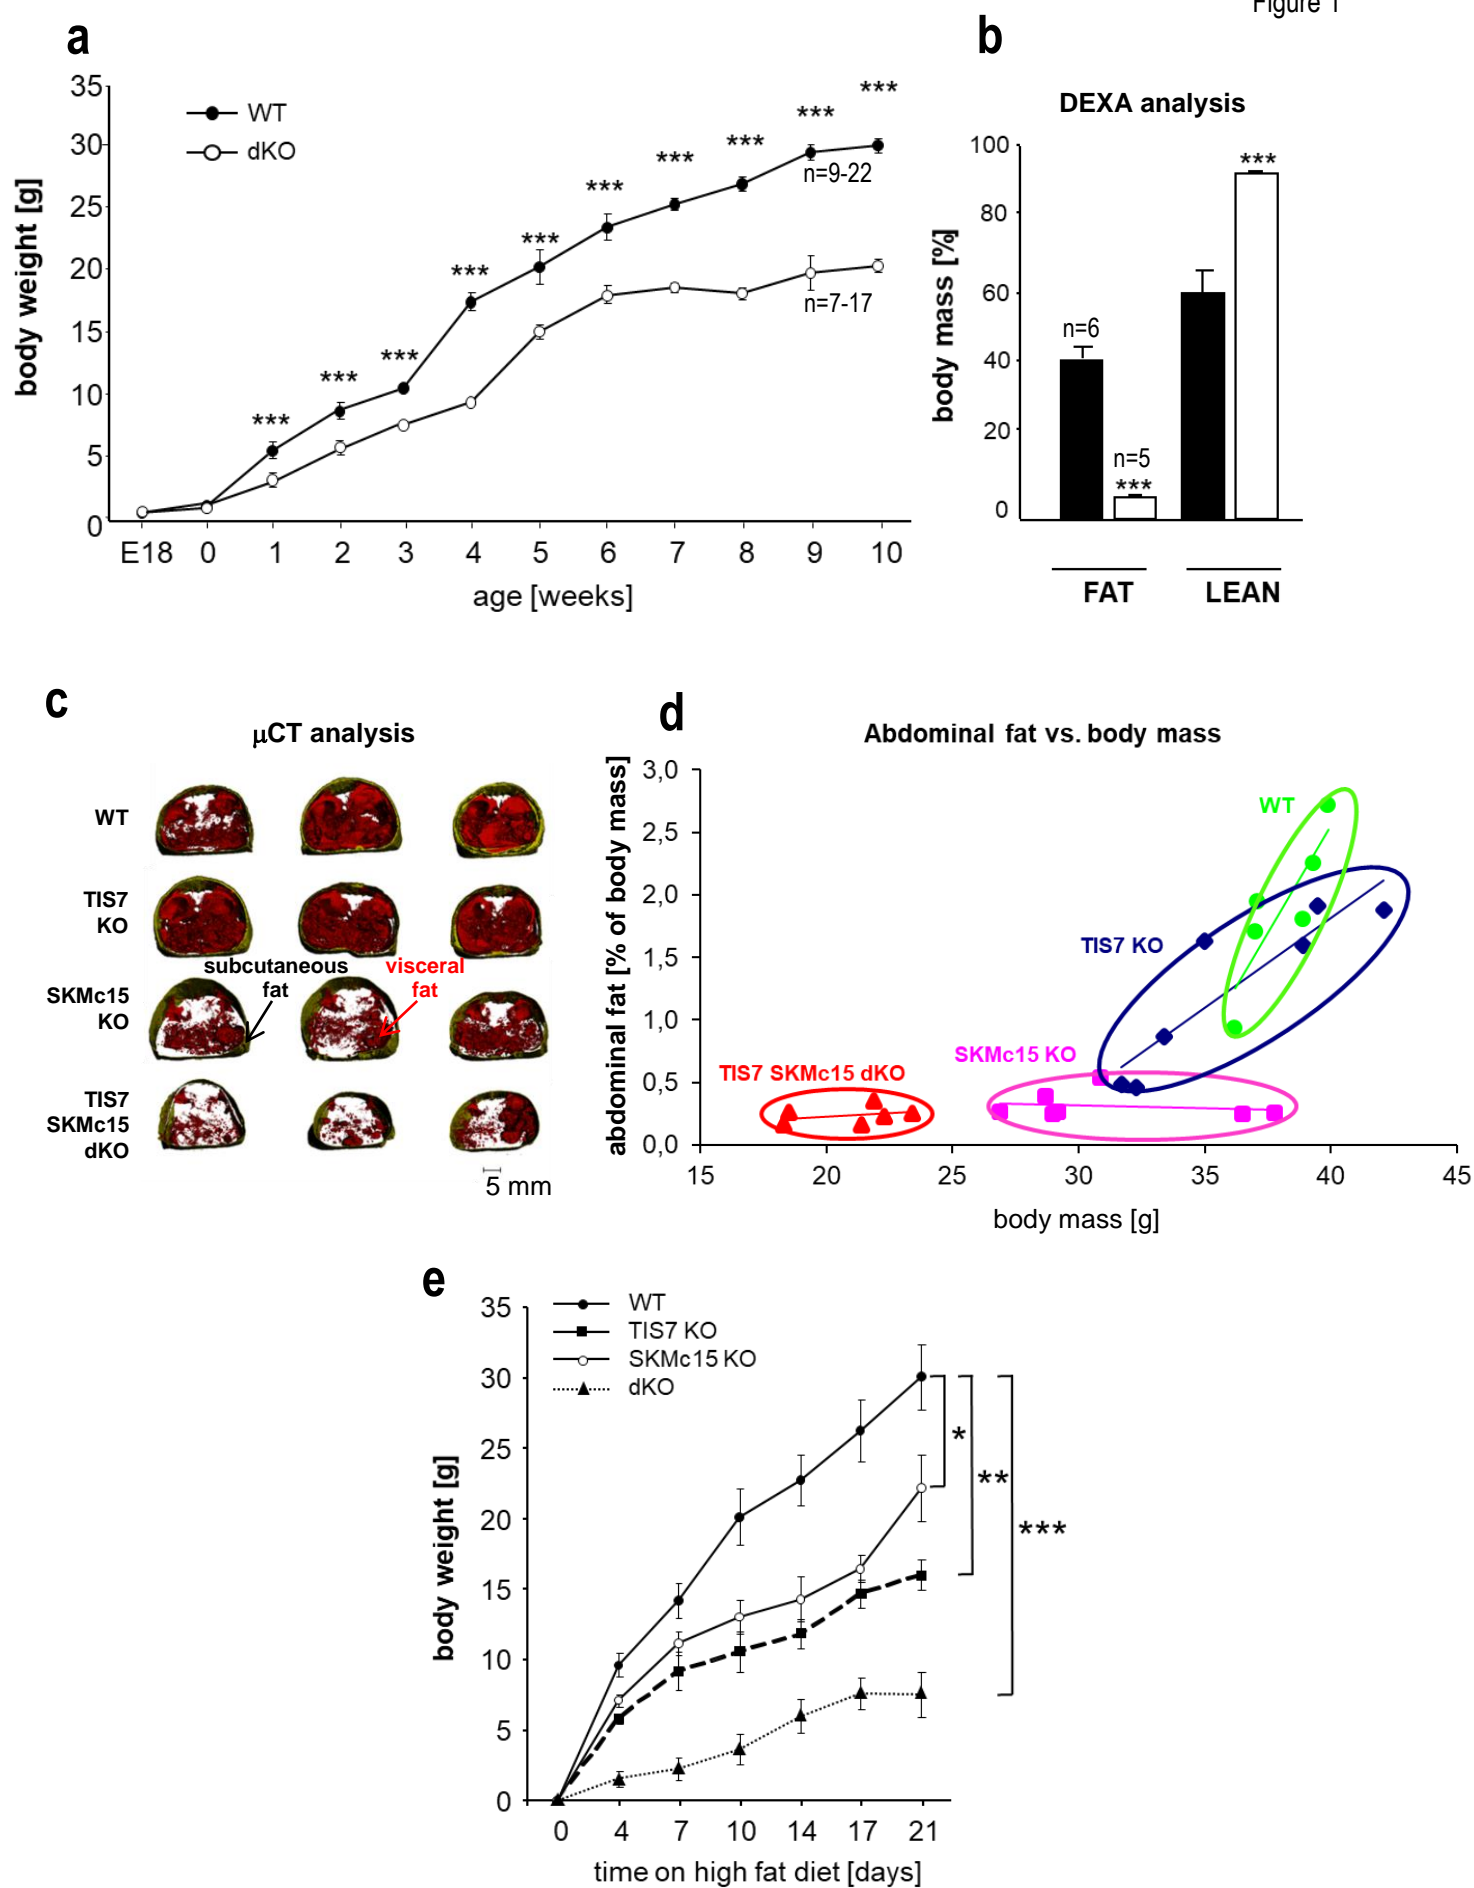 Figure 1
a
35
30
25
20
15
10
5
0
body weight [g]
WT
dKO
***
***
***
***
***
***
***
***
***
***
n=9-22
n=7-17
E18 0 1 2 3 4 5 6 7 8 9 10
age [weeks]
b
DEXA analysis
100
80
60
40
20
0
body mass [%]
n=6
n=5
***
***
FAT LEAN
c
µCT analysis
WT
TIS7
KO
subcutaneous
fat
visceral
fat
SKMc15
KO
TIS7
SKMc15
dKO
5 mm
d
Abdominal fat vs. body mass
abdominal fat [% of body mass]
3,0
2,5
2,0
1,5
1,0
0,5
0,0
WT
TIS7 KO
SKMc15 KO
TIS7 SKMc15 dKO
15 20 25 30 35 40 45
body mass [g]
e
35
30
25
20
15
10
5
0
body weight [g]
WT
TIS7 KO
SKMc15 KO
dKO
*
**
***
0 4 7 10 14 17 21
time on high fat diet [days]